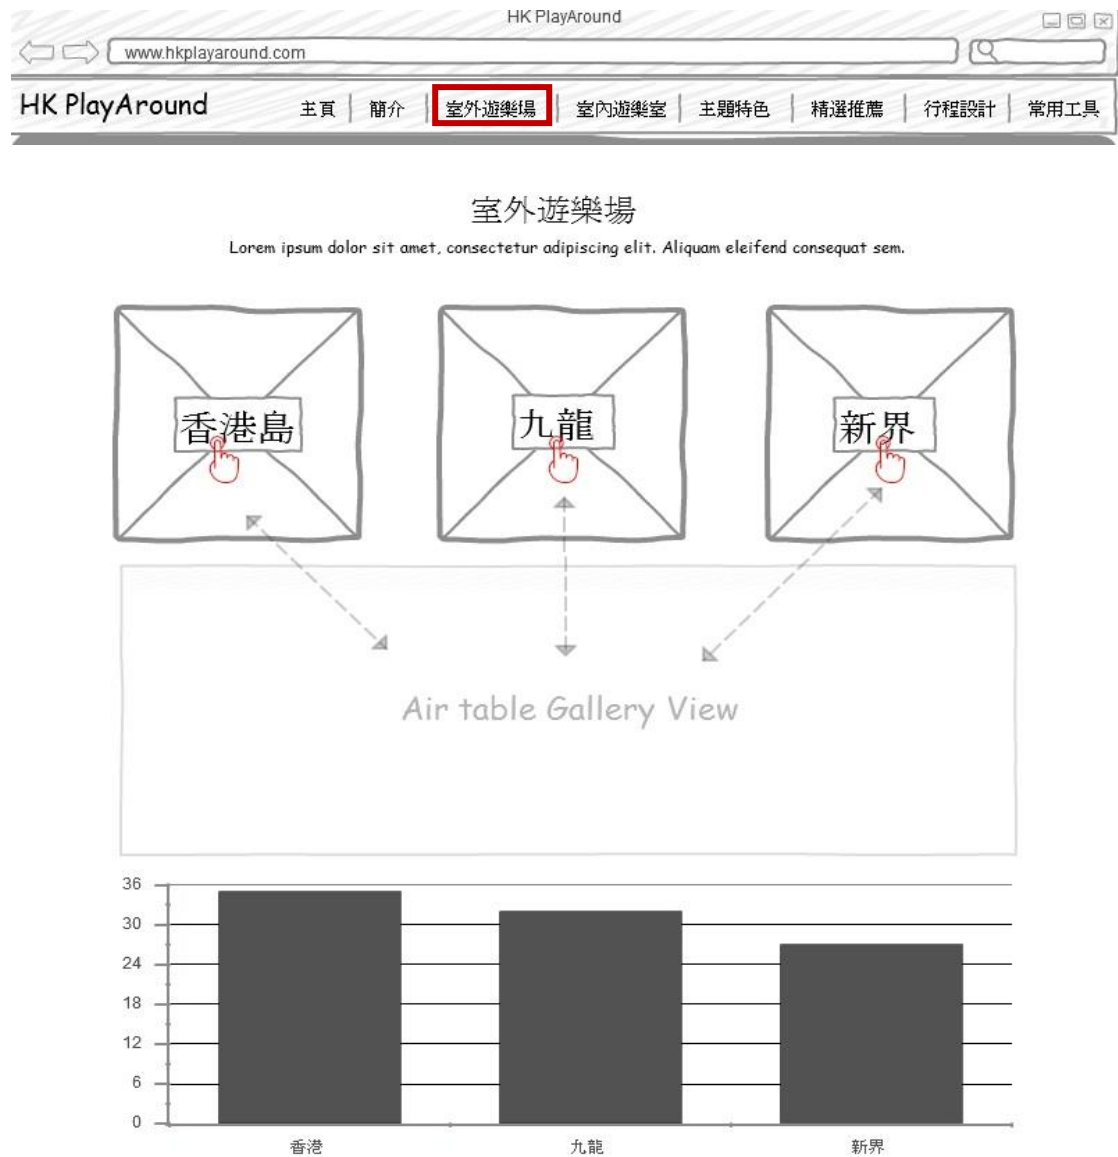 HK PlayAround
www.hkplayaround.com
HK PlayAround 主頁 簡介 室外遊樂場 室內遊樂室 主題特色 精選推薦 行程設計 常用工具
室外遊樂場
Lorem ipsum dolor sit amet, consectetur adipiscing elit. Aliquam eleifend consequat sem.
香港島 九龍 新界
Air table Gallery View
36
30
24
18
12
6
0
香港 九龍 新界